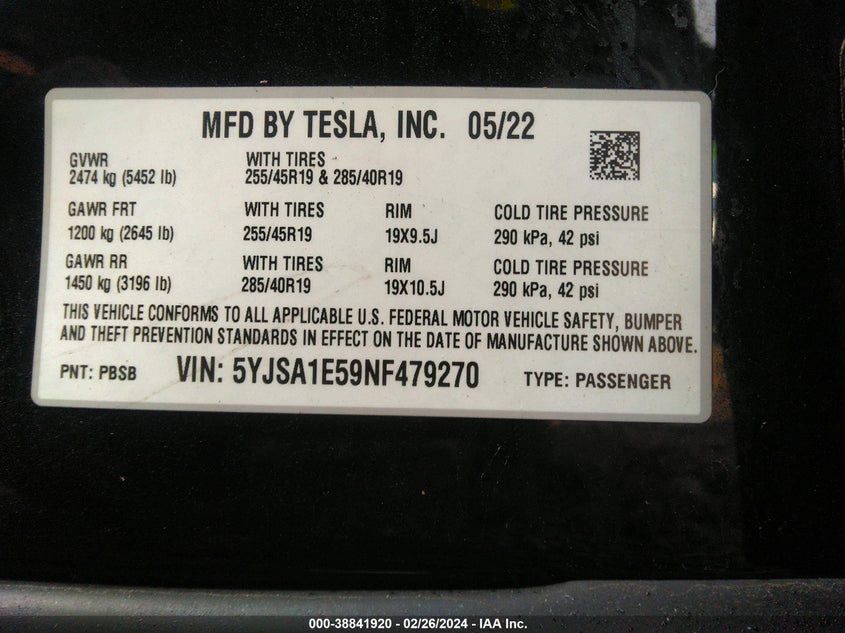 MFD BY TESLA, INC. 05/22
GVWR WITH TIRES
2474 kg (5452 lb) 255/45R19 & 285/40R19
GAWR FRT WITH TIRES RIM COLD TIRE PRESSURE
1200 kg (2645 lb) 255/45R19 19X9.5J 290 kPa, 42 psi
GAWR RR WITH TIRES RIM COLD TIRE PRESSURE
1450 kg (3196 lb) 285/40R19 19X10.5J 290 kPa, 42 psi
THIS VEHICLE CONFORMS TO ALL APPLICABLE U.S. FEDERAL MOTOR VEHICLE SAFETY, BUMPER
AND THEFT PREVENTION STANDARDS IN EFFECT ON THE DATE OF MANUFACTURE SHOWN ABOVE.
PNT: PBSB VIN: 5YJSA1E59NF479270 TYPE: PASSENGER
000-38841920 - 02/26/2024 - IAA Inc.